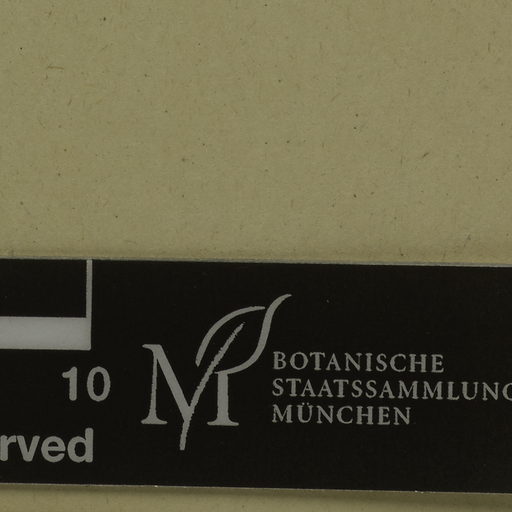 10
rved
M
BOTANISCHE
STAATSSAMMLUNG
MÜNCHEN